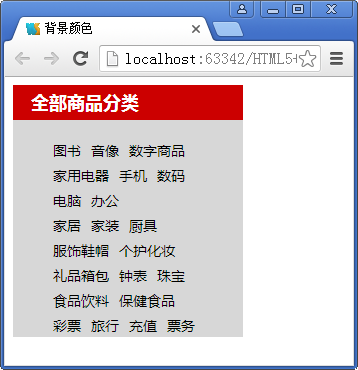 背景颜色
localhost:63342/HTML5
全部商品分类
图书 音像 数字商品
家用电器 手机 数码
电脑 办公
家居 家装 厨具
服饰鞋帽 个护化妆
礼品箱包 钟表 珠宝
食品饮料 保健食品
彩票 旅行 充值 票务